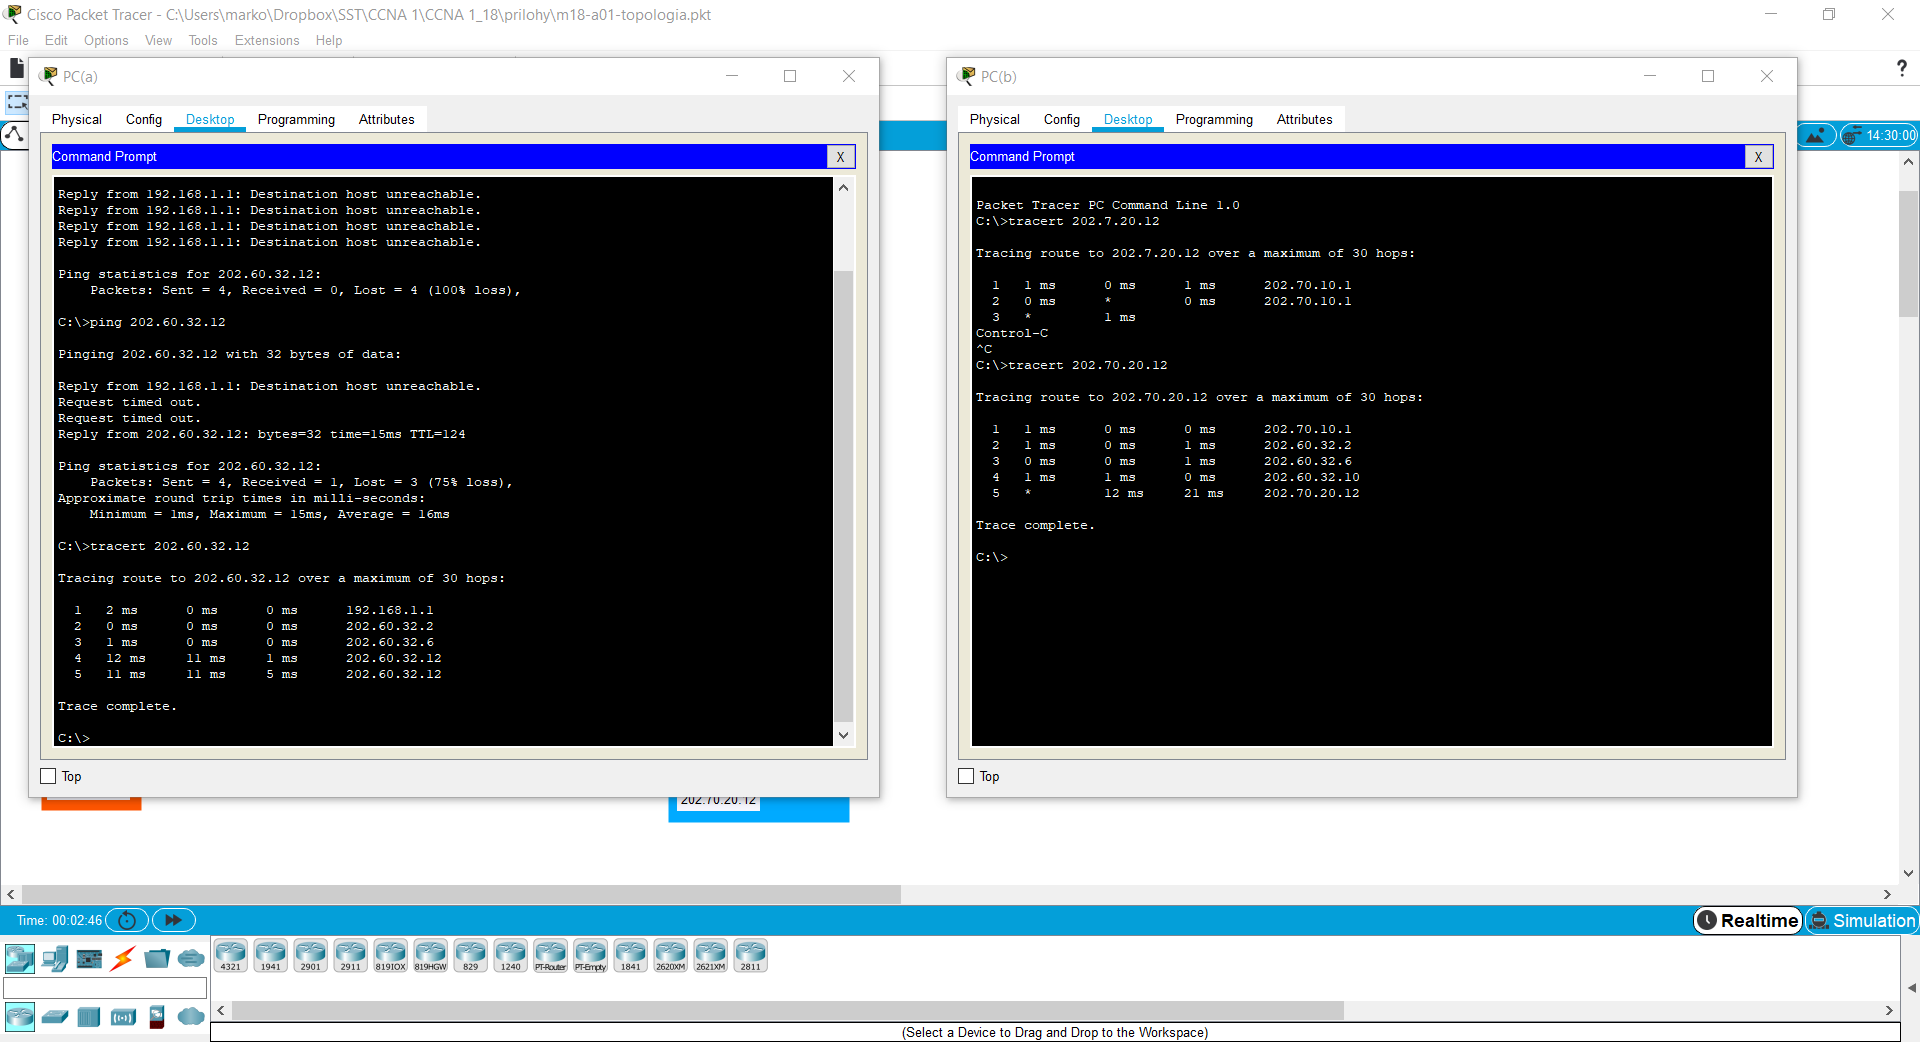 Cisco Packet Tracer - C:\Users\marko\Dropbox\SST\CCNA 1\CCNA 1_18\prilohy\m18-a01-topologia.pkt
File Edit Options View Tools Extensions Help
?
14:30:00
PC(a)
Physical Config Desktop Programming Attributes
Command Prompt X
Reply from 192.168.1.1: Destination host unreachable.
Reply from 192.168.1.1: Destination host unreachable.
Reply from 192.168.1.1: Destination host unreachable.
Reply from 192.168.1.1: Destination host unreachable.
Ping statistics for 202.60.32.12:
Packets: Sent = 4, Received = 0, Lost = 4 (100% loss),
C:\>ping 202.60.32.12
Pinging 202.60.32.12 with 32 bytes of data:
Reply from 192.168.1.1: Destination host unreachable.
Request timed out.
Request timed out.
Reply from 202.60.32.12: bytes=32 time=15ms TTL=124
Ping statistics for 202.60.32.12:
Packets: Sent = 4, Received = 1, Lost = 3 (75% loss),
Approximate round trip times in milli-seconds:
Minimum = 1ms, Maximum = 15ms, Average = 16ms
C:\>tracert 202.60.32.12
Tracing route to 202.60.32.12 over a maximum of 30 hops:
1 2 ms 0 ms 0 ms 192.168.1.1
2 0 ms 0 ms 0 ms 202.60.32.2
3 1 ms 0 ms 0 ms 202.60.32.6
4 12 ms 11 ms 1 ms 202.60.32.12
5 11 ms 11 ms 5 ms 202.60.32.12
Trace complete.
C:\>
Top
PC(b)
Physical Config Desktop Programming Attributes
Command Prompt X
Packet Tracer PC Command Line 1.0
C:\>tracert 202.7.20.12
Tracing route to 202.7.20.12 over a maximum of 30 hops:
1 1 ms 0 ms 1 ms 202.70.10.1
2 0 ms * 0 ms 202.70.10.1
3 * 1 ms
Control-C
^C
C:\>tracert 202.70.20.12
Tracing route to 202.70.20.12 over a maximum of 30 hops:
1 1 ms 0 ms 0 ms 202.70.10.1
2 1 ms 0 ms 1 ms 202.60.32.2
3 0 ms 0 ms 1 ms 202.60.32.6
4 1 ms 1 ms 0 ms 202.60.32.10
5 * 12 ms 21 ms 202.70.20.12
Trace complete.
C:\>
Top
202.70.20.12
Time: 00:02:46
Realtime Simulation
4321 1941 2901 2911 819IOX 819HGW 829 1240 PT-Router PT-Empty 1841 2620XM 2621XM 2811
(Select a Device to Drag and Drop to the Workspace)